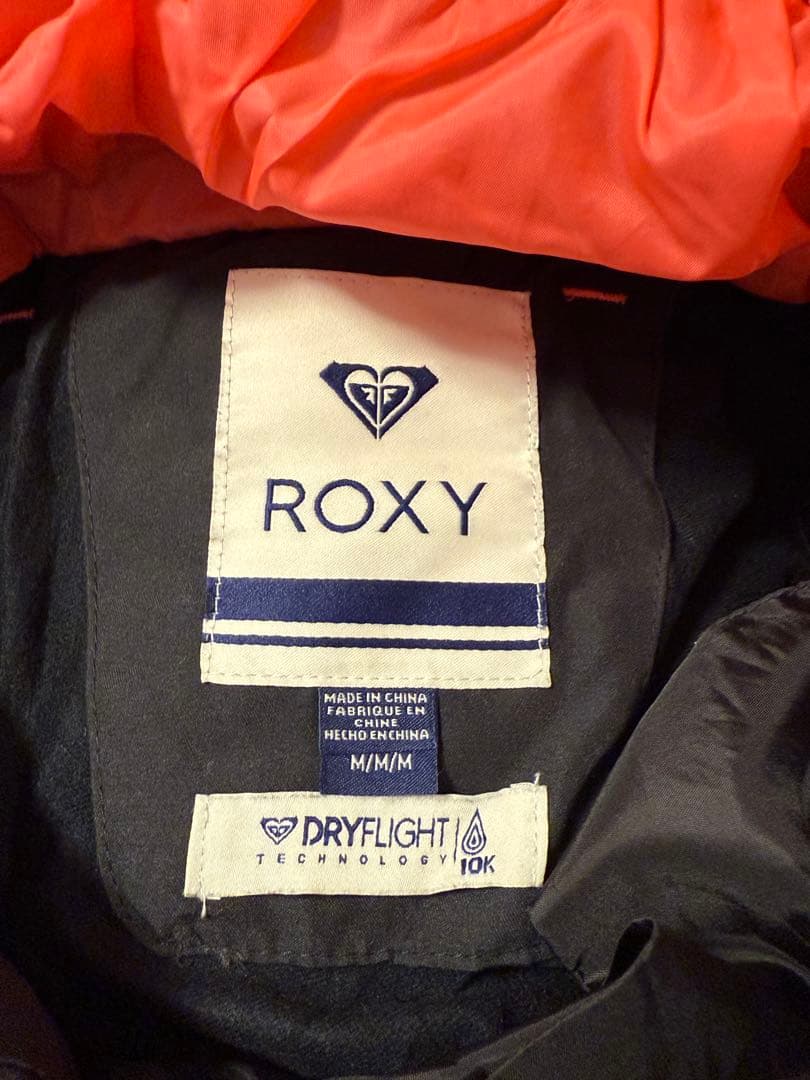 ROXY
MADE IN CHINA
FABRIQUE EN
CHINE
HECHO EN CHINA
M/M/M
DRYFLIGHT
TECHNOLOGY
10K